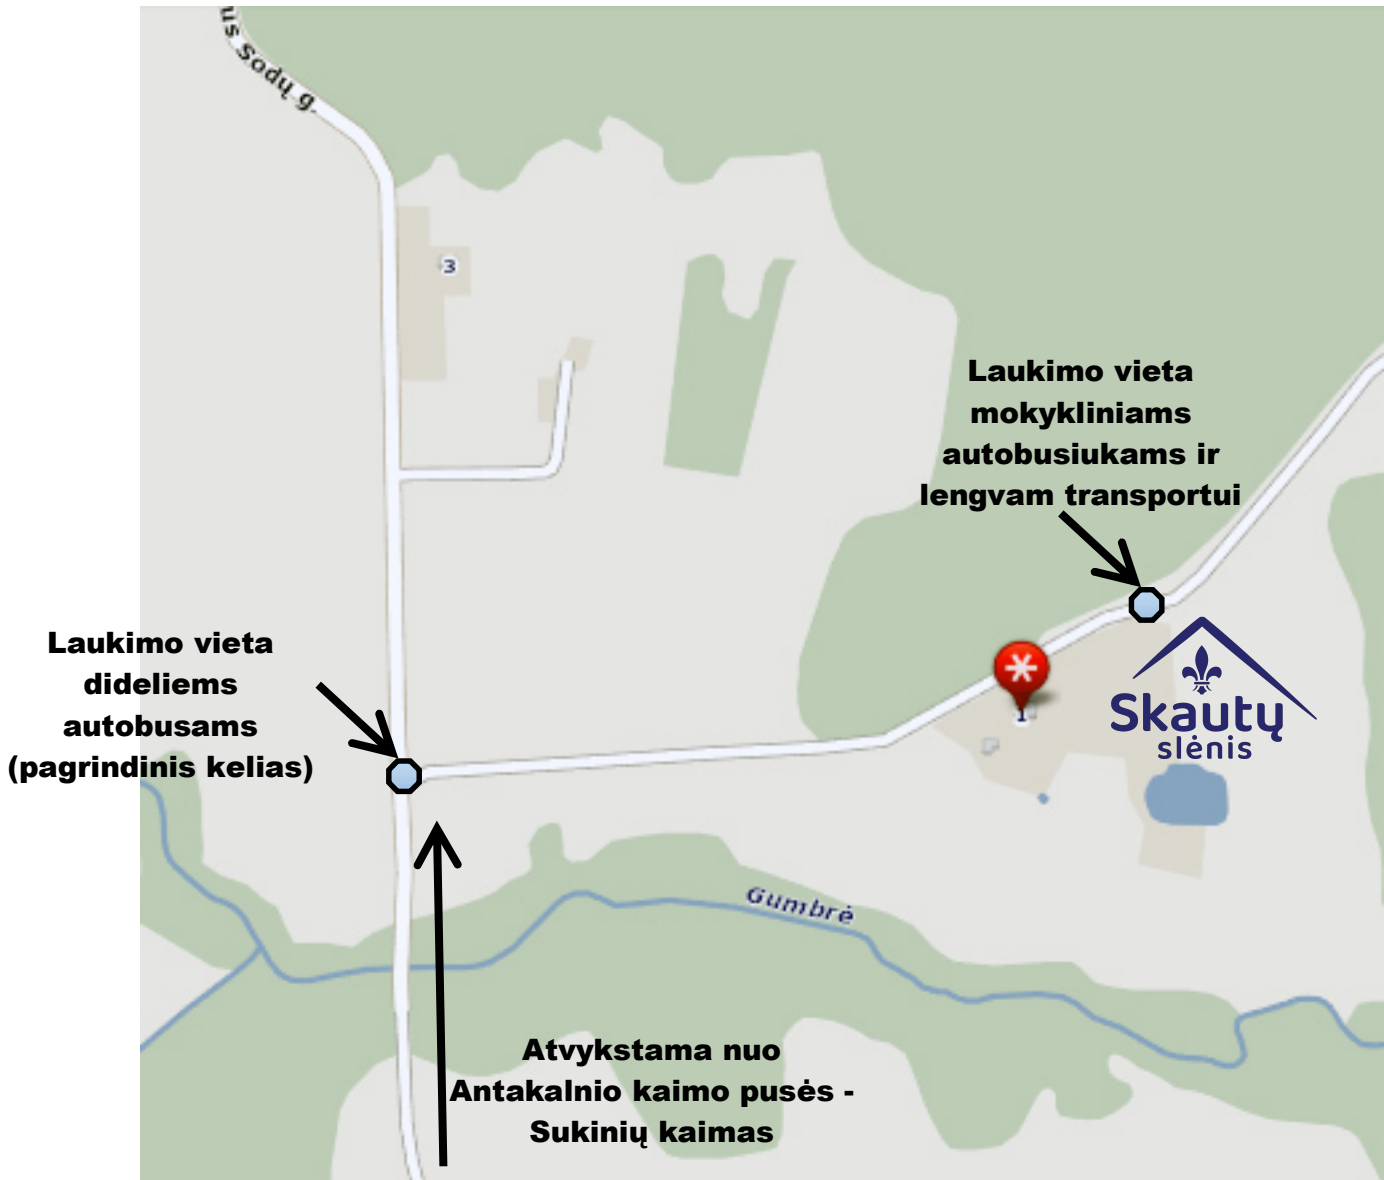 us Sodų g.
3
Laukimo vieta
mokykliniams
autobusiukams ir
lengvam transportui
Laukimo vieta
dideliems
autobusams
(pagrindinis kelias)
1
Skautų
slėnis
Gumbrė
Atvykstama nuo
Antakalnio kaimo pusės -
Sukinių kaimas